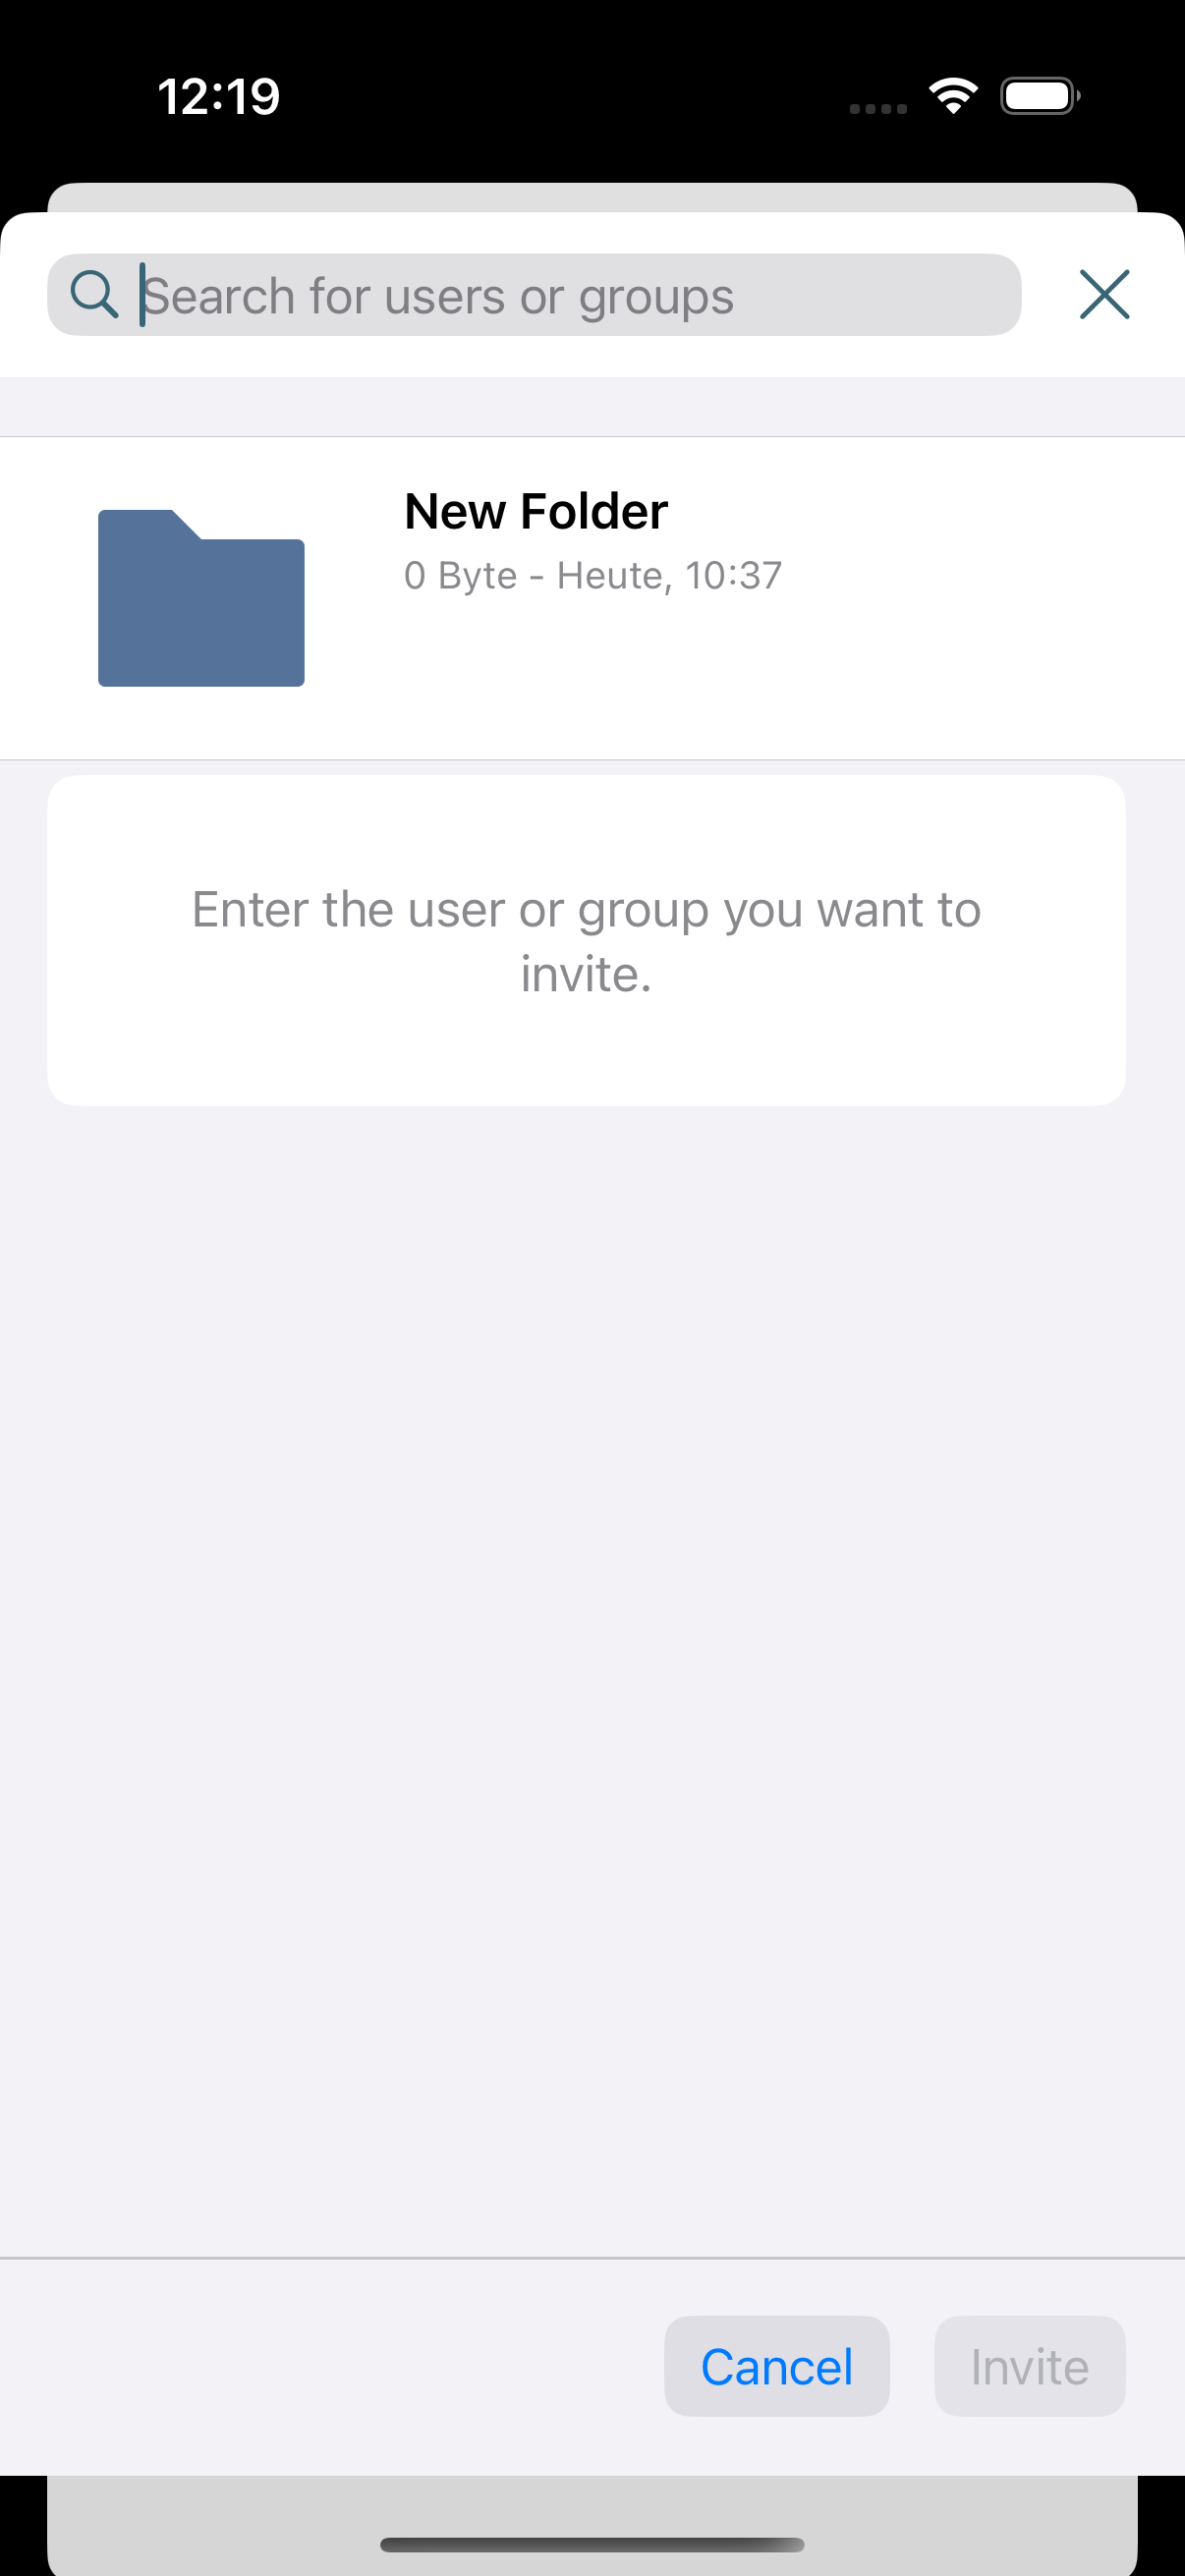 12:19
Search for users or groups
New Folder
0 Byte - Heute, 10:37
Enter the user or group you want to
invite.
Cancel Invite